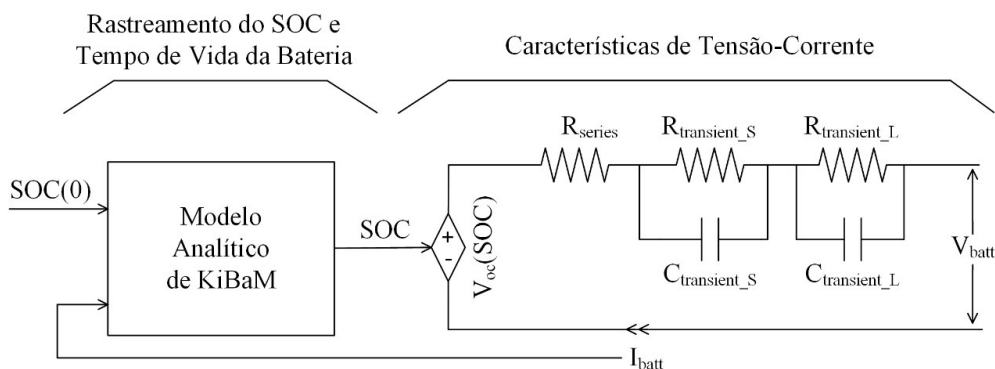 Rastreamento do SOC e
Tempo de Vida da Bateria
Características de Tensão-Corrente
R_series
R_transient_S
R_transient_L
SOC(0)
Modelo
Analítico
de KiBaM
SOC
+
-
V_oc(SOC)
C_transient_S
C_transient_L
V_batt
I_batt